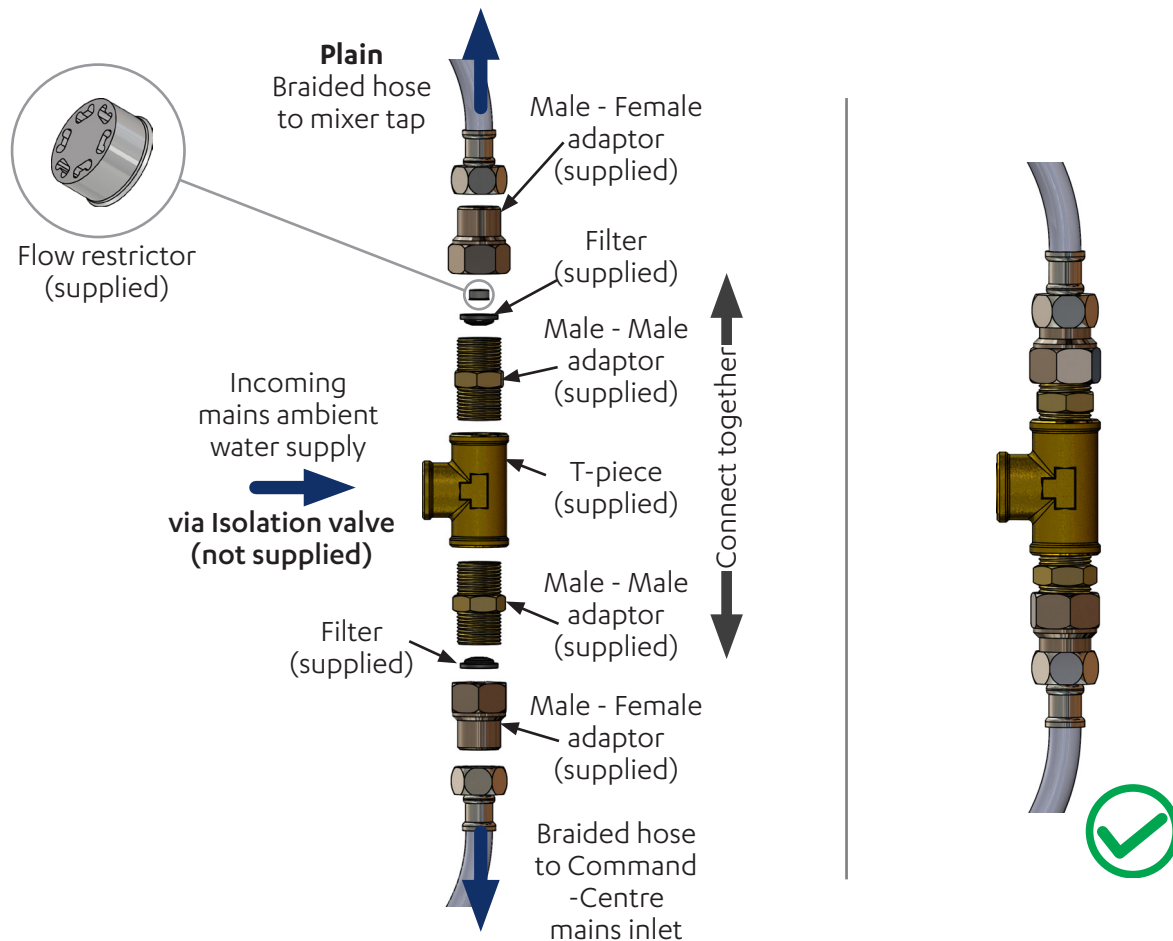 Plain
Braided hose
to mixer tap
Male - Female
adaptor
(supplied)
Flow restrictor
(supplied)
Filter
(supplied)
Male - Male
adaptor
(supplied)
Incoming
mains ambient
water supply
via Isolation valve
(not supplied)
T-piece
(supplied)
Connect together
Male - Male
adaptor
(supplied)
Filter
(supplied)
Male - Female
adaptor
(supplied)
Braided hose
to Command
-Centre
mains inlet